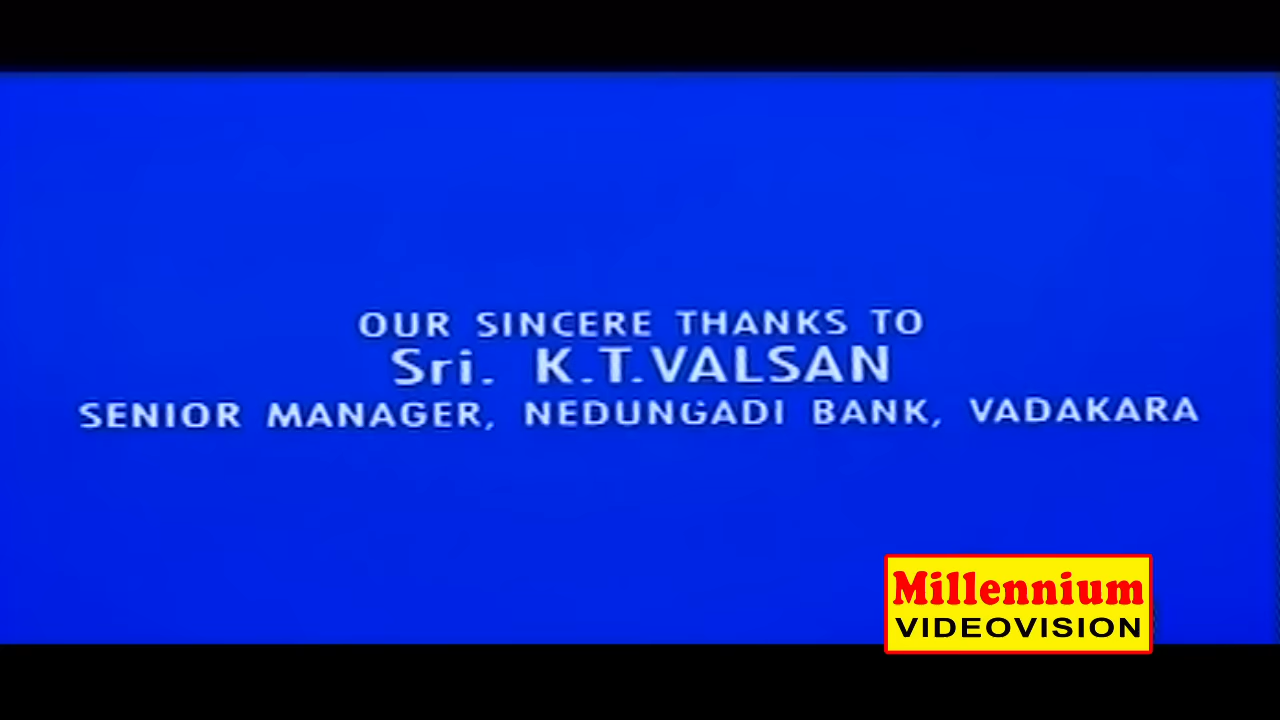 OUR SINCERE THANKS TO
Sri. K.T.VALSAN
SENIOR MANAGER, NEDUNGADI BANK, VADAKARA
Millennium
VIDEOVISION